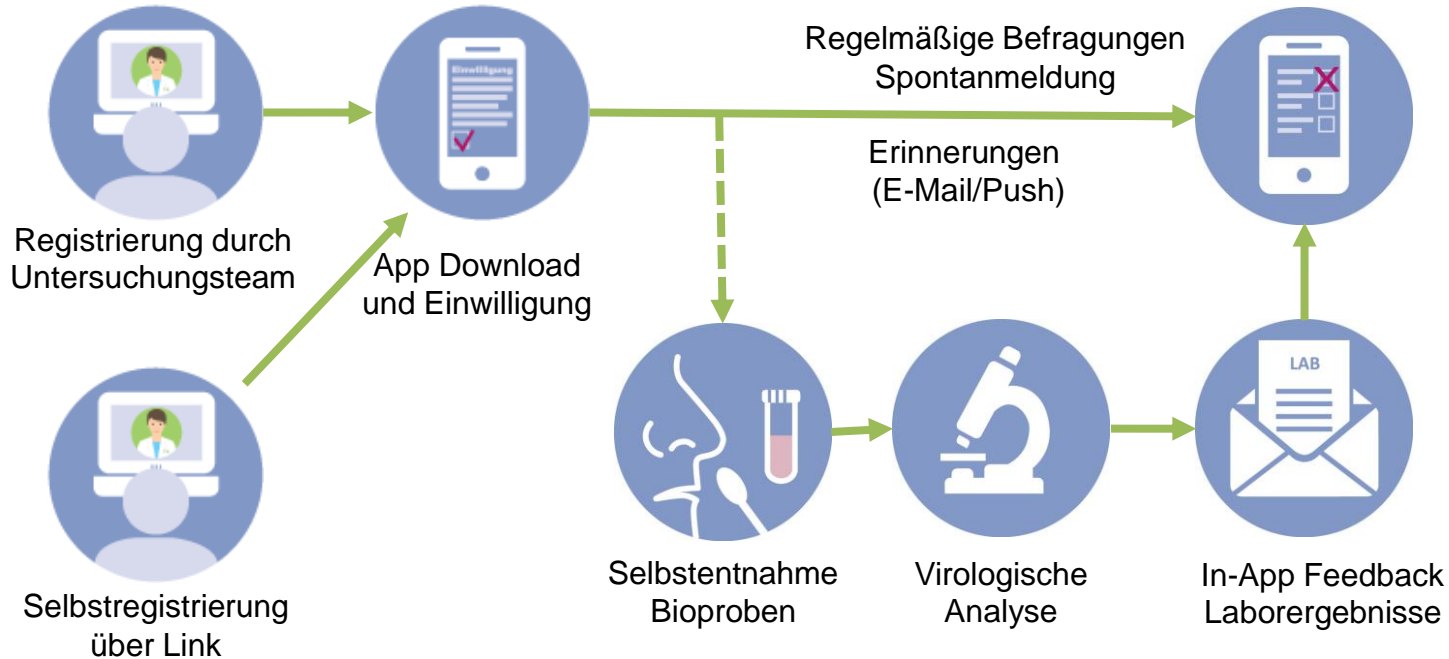 Registrierung durch
Untersuchungsteam
Selbstregistrierung
über Link
Einwilligung
App Download
und Einwilligung
Regelmäßige Befragungen
Spontanmeldung
Erinnerungen
(E-Mail/Push)
Selbstentnahme
Bioproben
Virologische
Analyse
LAB
In-App Feedback
Laborergebnisse